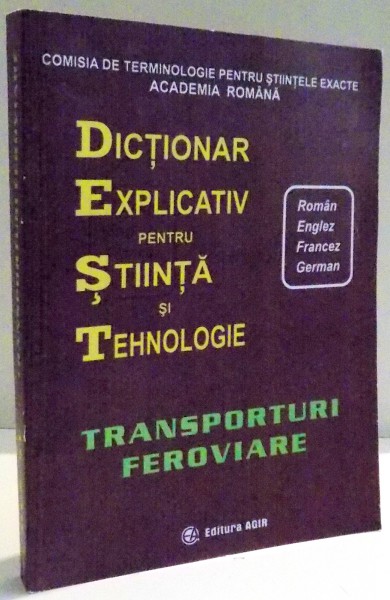 COMISIA DE TERMINOLOGIE PENTRU ȘTIINȚELE EXACTE
ACADEMIA ROMÂNĂ
DICȚIONAR
EXPLICATIV
PENTRU
ȘTIINȚĂ
ȘI
TEHNOLOGIE
Român
Englez
Francez
German
TRANSPORTURI
FEROVIARE
Editura AGIR